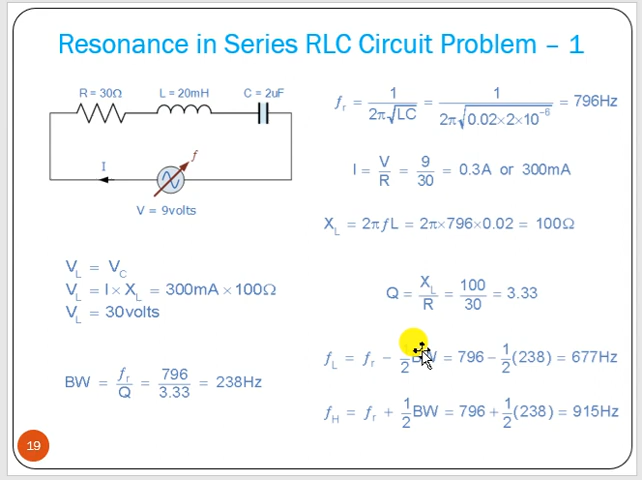 Resonance in Series RLC Circuit Problem – 1
R = 30Ω L = 20mH C = 2uF
I
f
V = 9volts
f_r = 1/(2π√LC) = 1/(2π√(0.02×2×10⁻⁶)) = 796Hz
I = V/R = 9/30 = 0.3A or 300mA
X_L = 2πfL = 2π×796×0.02 = 100Ω
V_L = V_C
V_L = I × X_L = 300mA × 100Ω
V_L = 30volts
Q = X_L/R = 100/30 = 3.33
BW = f_r/Q = 796/3.33 = 238Hz
f_L = f_r − 1/2 BW = 796 − 1/2(238) = 677Hz
f_H = f_r + 1/2 BW = 796 + 1/2(238) = 915Hz
19